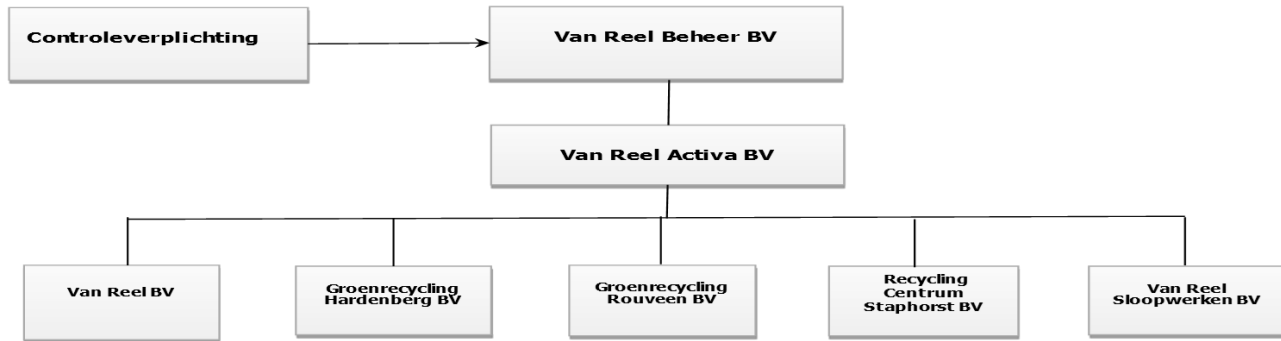 Controleverplichting
Van Reel Beheer BV
Van Reel Activa BV
Van Reel BV
Groenrecycling
Hardenberg BV
Groenrecycling
Rouveen BV
Recycling
Centrum
Staphorst BV
Van Reel
Sloopwerken BV